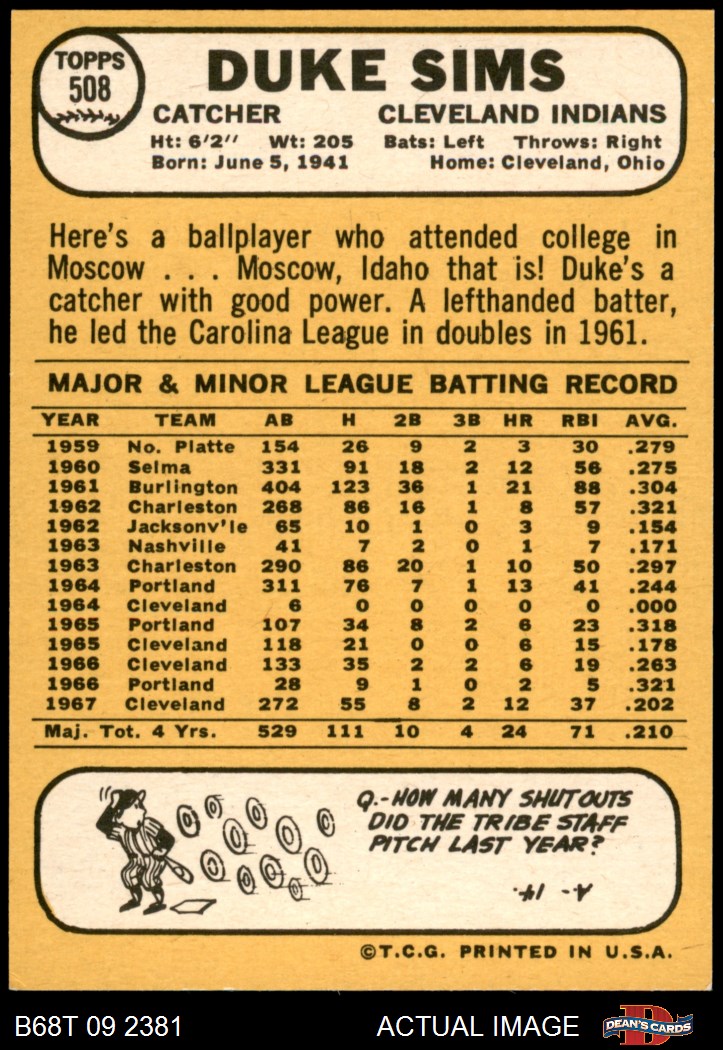 TOPPS
508
DUKE SIMS
CATCHER CLEVELAND INDIANS
Ht: 6'2'' Wt: 205 Bats: Left Throws: Right
Born: June 5, 1941 Home: Cleveland, Ohio
Here's a ballplayer who attended college in
Moscow . . . Moscow, Idaho that is! Duke's a
catcher with good power. A lefthanded batter,
he led the Carolina League in doubles in 1961.
MAJOR & MINOR LEAGUE BATTING RECORD
YEAR TEAM AB H 2B 3B HR RBI AVG.
1959 No. Platte 154 26 9 2 3 30 .279
1960 Selma 331 91 18 2 12 56 .275
1961 Burlington 404 123 36 1 21 88 .304
1962 Charleston 268 86 16 1 8 57 .321
1962 Jacksonv'le 65 10 1 0 3 9 .154
1963 Nashville 41 7 2 0 1 7 .171
1963 Charleston 290 86 20 1 10 50 .297
1964 Portland 311 76 7 1 13 41 .244
1964 Cleveland 6 0 0 0 0 0 .000
1965 Portland 107 34 8 2 6 23 .318
1965 Cleveland 118 21 0 0 6 15 .178
1966 Cleveland 133 35 2 2 6 19 .263
1966 Portland 28 9 1 0 2 5 .321
1967 Cleveland 272 55 8 2 12 37 .202
Maj. Tot. 4 Yrs. 529 111 10 4 24 71 .210
Q.-HOW MANY SHUTOUTS
DID THE TRIBE STAFF
PITCH LAST YEAR?
A- 14.
©T.C.G. PRINTED IN U.S.A.
B68T 09 2381 ACTUAL IMAGE DEAN'S CARDS